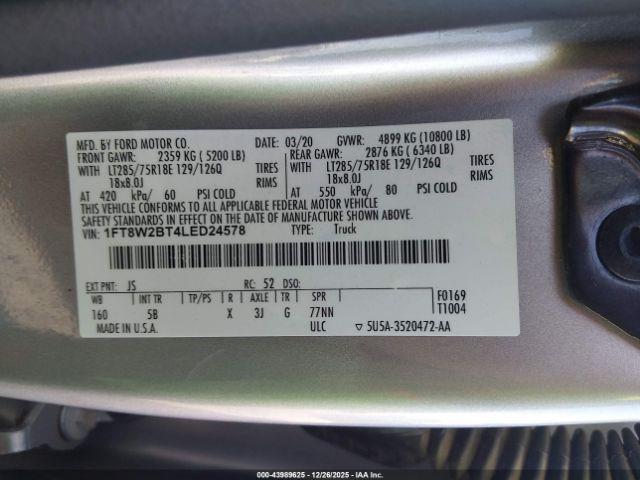 MFD. BY FORD MOTOR CO. DATE: 03/20 GVWR: 4899 KG (10800 LB)
FRONT GAWR: 2359 KG ( 5200 LB) REAR GAWR: 2876 KG ( 6340 LB)
WITH LT285/75R18E 129/126Q TIRES WITH LT285/75R18E 129/126Q TIRES
18x8.0J RIMS 18x8.0J RIMS
AT 420 kPa/ 60 PSI COLD AT 550 kPa/ 80 PSI COLD
THIS VEHICLE CONFORMS TO ALL APPLICABLE FEDERAL MOTOR VEHICLE
SAFETY STANDARDS IN EFFECT ON THE DATE OF MANUFACTURE SHOWN ABOVE.
VIN: 1FT8W2BT4LED24578 TYPE: Truck
EXT PNT: JS RC: 52 DSO: F0169
WB INT TR TP/PS R AXLE TR SPR T1004
160 5B X 3J G 77NN
MADE IN U.S.A. ULC ▽ 5U5A-3520472-AA
000-43989625 - 12/26/2025 - IAAI Inc.